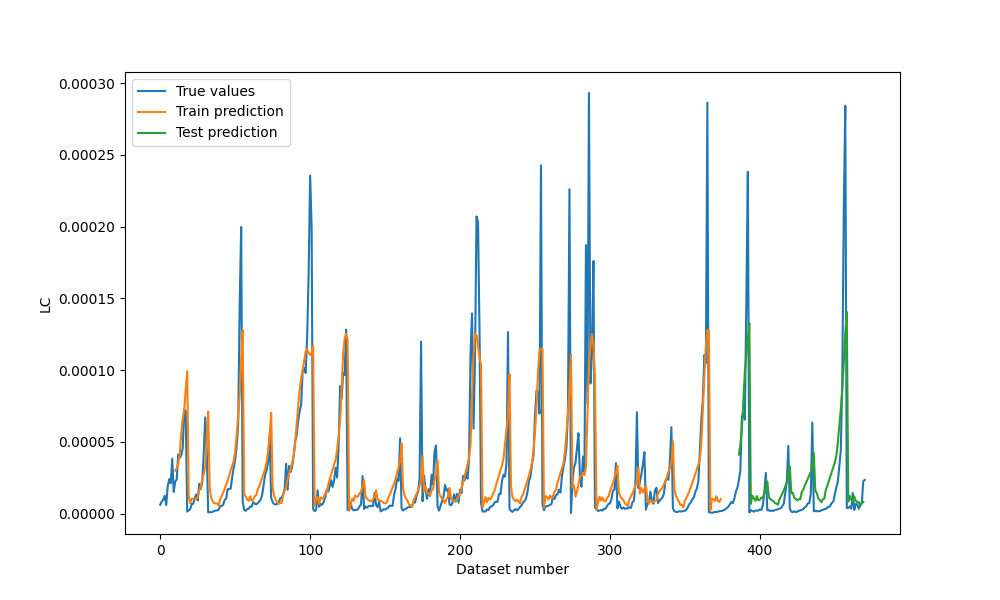 0.00030
0.00025
0.00020
0.00015
0.00010
0.00005
0.00000
LC
True values
Train prediction
Test prediction
0
100
200
300
400
Dataset number